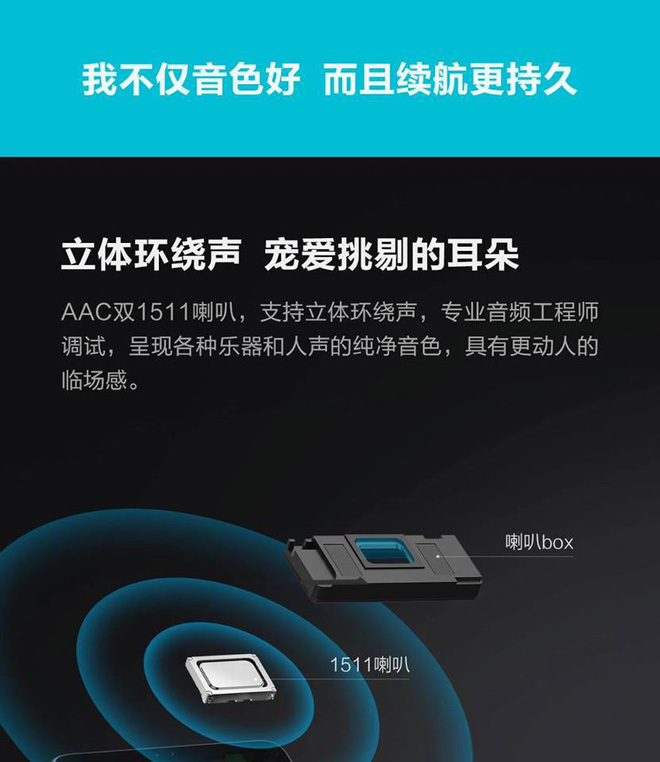 我不仅音色好 而且续航更持久
立体环绕声 宠爱挑剔的耳朵
AAC双1511喇叭，支持立体环绕声，专业音频工程师
调试，呈现各种乐器和人声的纯净音色，具有更动人的
临场感。
喇叭box
1511喇叭